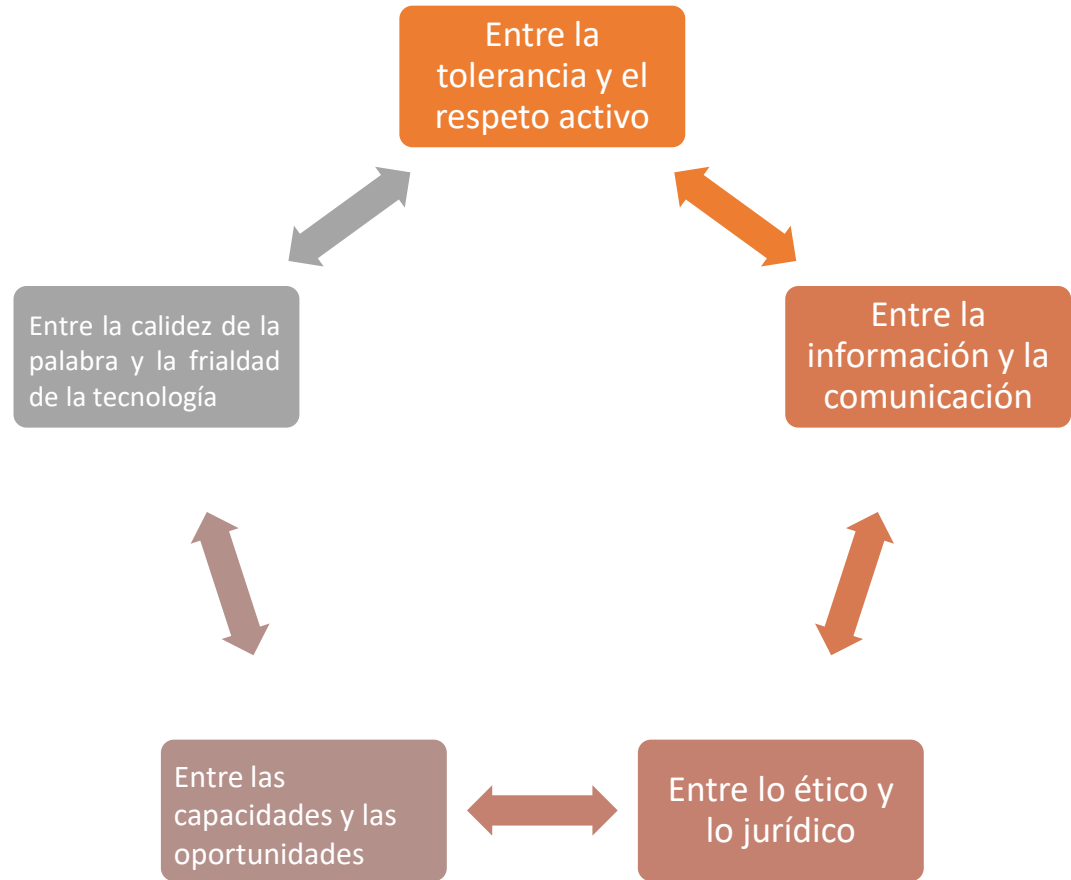 Entre la
tolerancia y el
respeto activo
Entre la calidez de la
palabra y la frialdad
de la tecnología
Entre la
información y la
comunicación
Entre las
capacidades y las
oportunidades
Entre lo ético y
lo jurídico